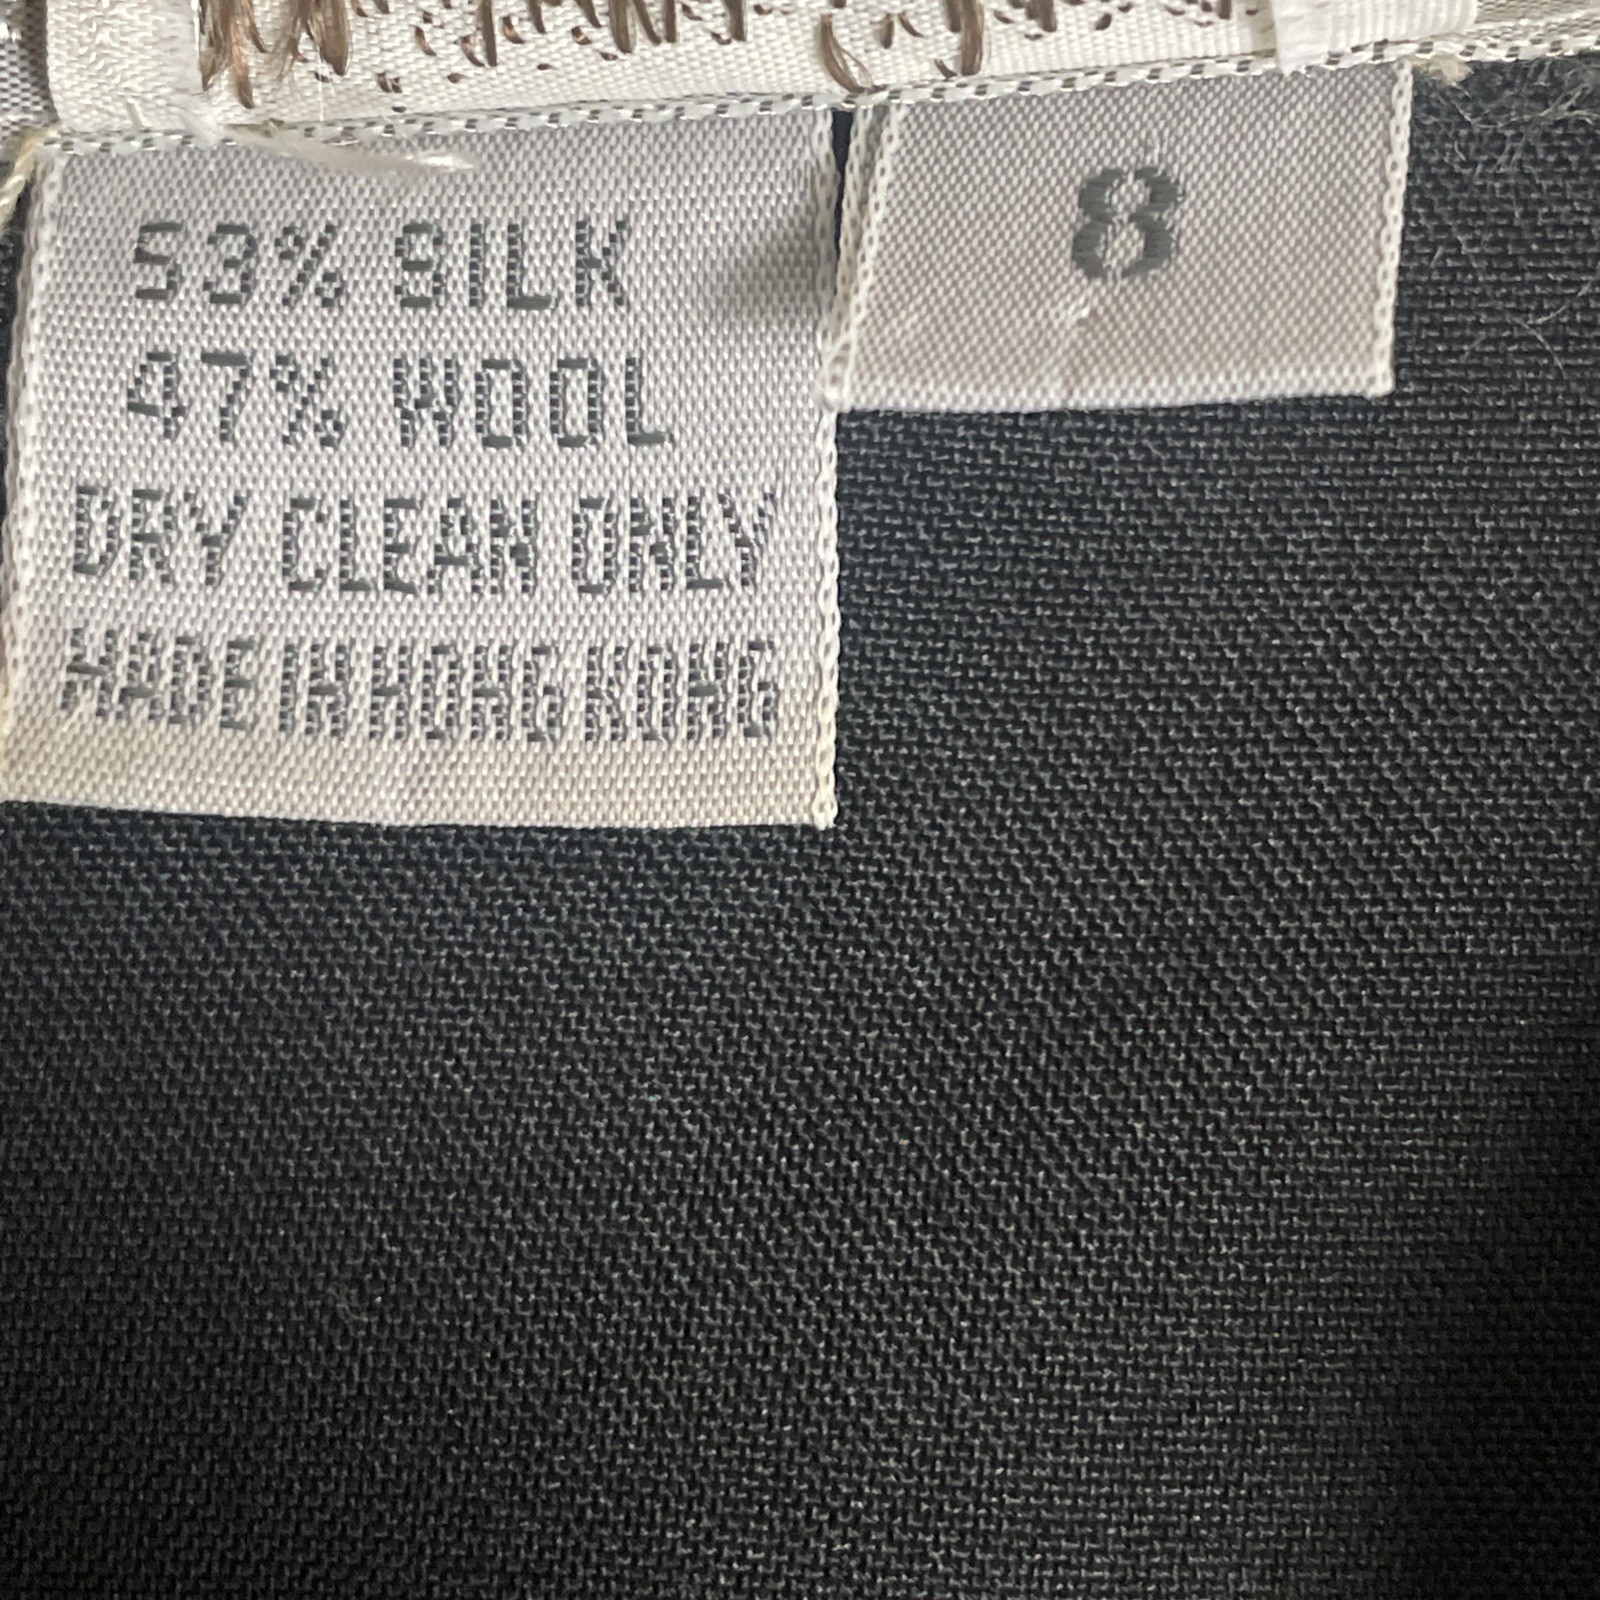 53% SILK
47% WOOL
DRY CLEAN ONLY
MADE IN HONG KONG
8